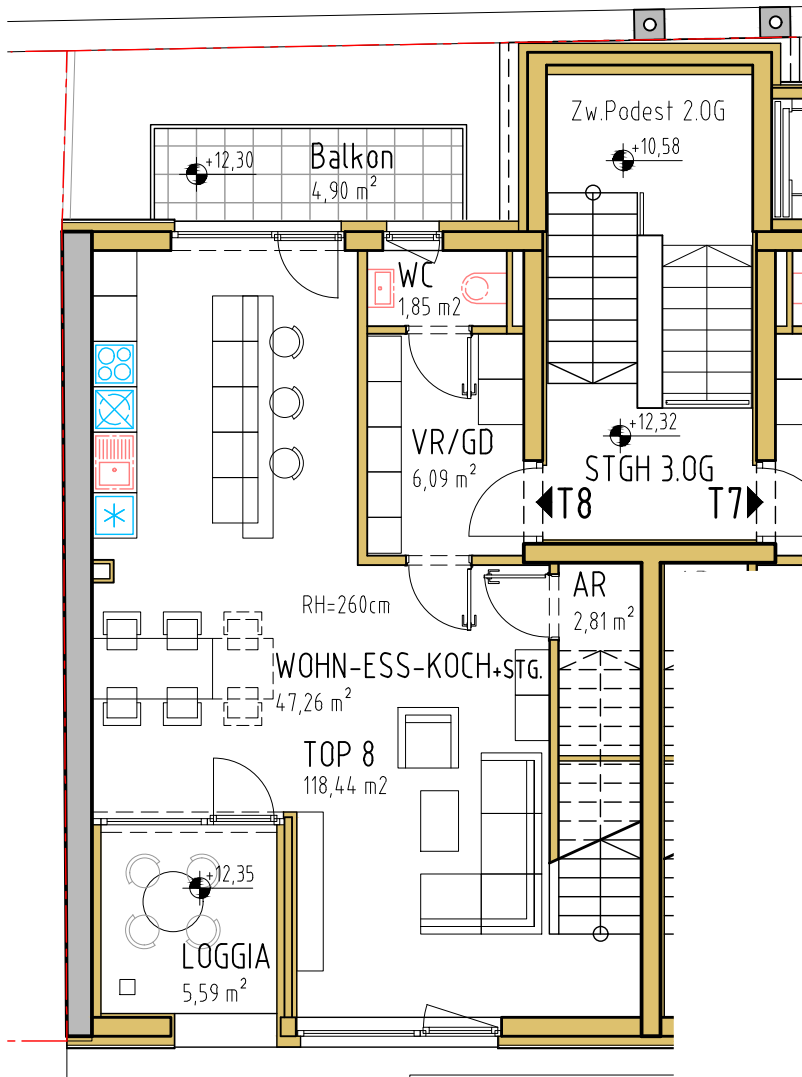 Zw.Podest 2.OG
+10,58
+12,30
Balkon
4,90 m²
WC
1,85 m2
+12,32
VR/GD
6,09 m²
STGH 3.OG
T8
T7
AR
2,81 m²
RH=260cm
WOHN-ESS-KOCH+STG.
47,26 m²
TOP 8
118,44 m2
+12,35
LOGGIA
5,59 m²